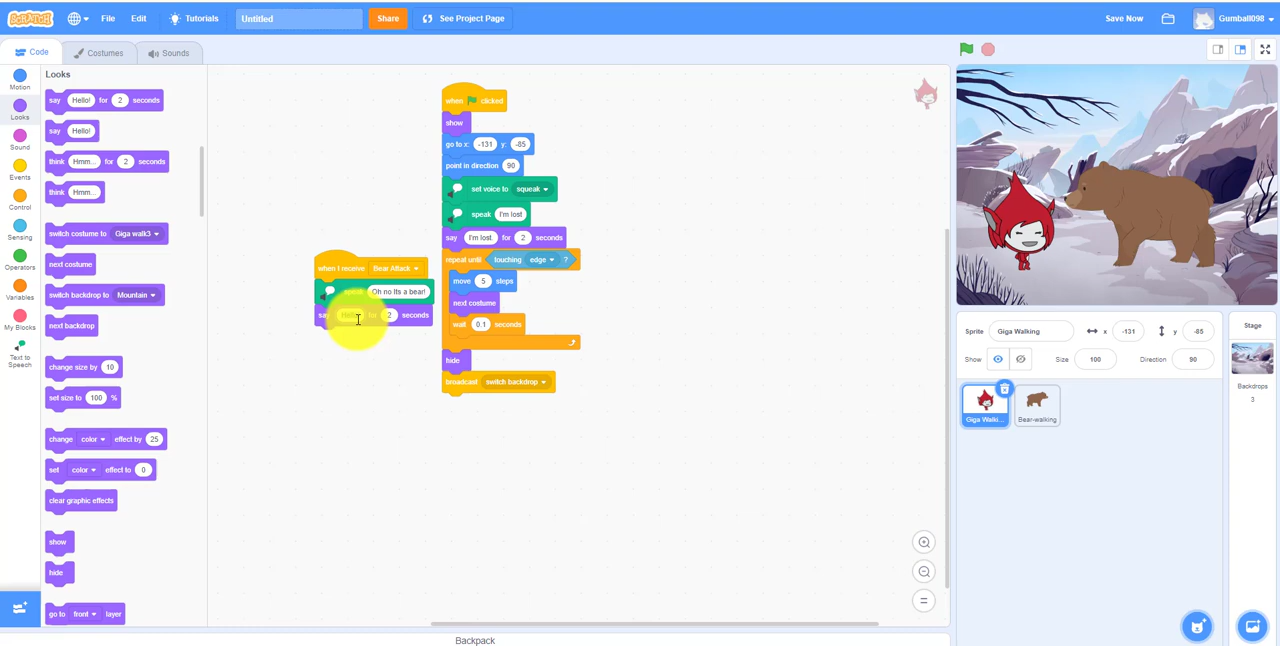 SCRATCH File Edit Tutorials Untitled Share See Project Page Save Now Gumball098
Code Costumes Sounds
Motion
Looks
Sound
Events
Control
Sensing
Operators
Variables
My Blocks
Text to
Speech
Looks
say Hello! for 2 seconds
say Hello!
think Hmm... for 2 seconds
think Hmm...
switch costume to Giga walk3
next costume
switch backdrop to Mountain
next backdrop
change size by 10
set size to 100 %
change color effect by 25
set color effect to 0
clear graphic effects
show
hide
go to front layer
when I receive Bear Attack
speak Oh no Its a bear!
say Hello! for 2 seconds
when clicked
show
go to x: -131 y: -85
point in direction 90
set voice to squeak
speak I'm lost
say I'm lost for 2 seconds
repeat until touching edge ?
move 5 steps
next costume
wait 0.1 seconds
hide
broadcast switch backdrop
Backpack
Sprite Giga Walking x -131 y -85
Show Size 100 Direction 90
Giga Walki...
Bear-walking
Stage
Backdrops
3